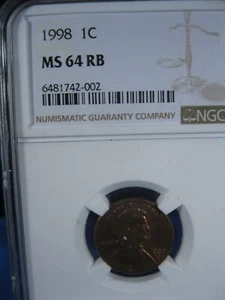 1998 1C
MS 64 RB
6481742-002
NUMISMATIC GUARANTY COMPANY
NGC